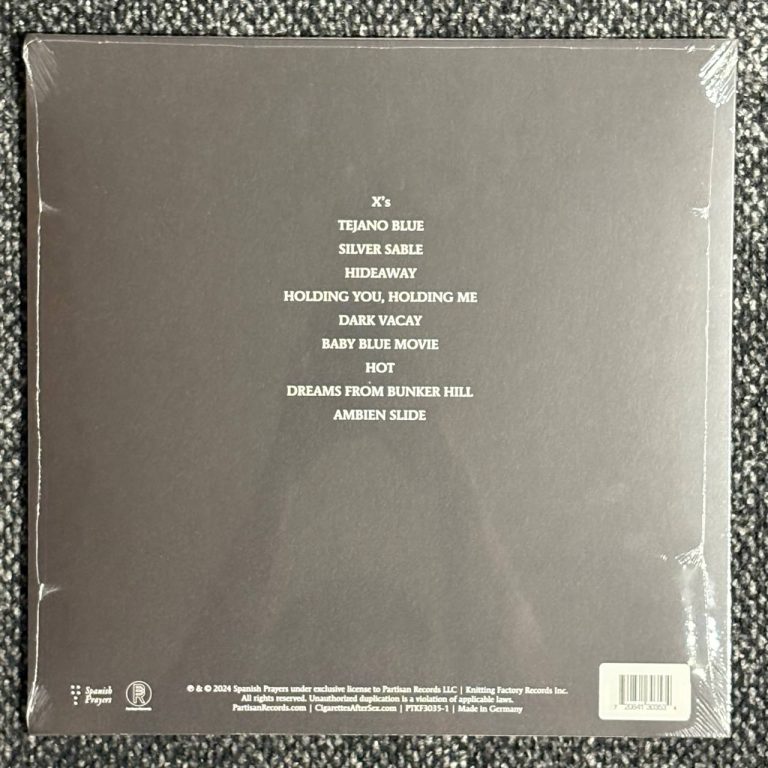 X's
TEJANO BLUE
SILVER SABLE
HIDEAWAY
HOLDING YOU, HOLDING ME
DARK VACAY
BABY BLUE MOVIE
HOT
DREAMS FROM BUNKER HILL
AMBIEN SLIDE
Spanish
Prayers
℗ & © 2024 Spanish Prayers under exclusive license to Partisan Records LLC | Knitting Factory Records Inc.
All rights reserved. Unauthorized duplication is a violation of applicable laws.
PartisanRecords.com | CigarettesAfterSex.com | PTKF3035-1 | Made in Germany